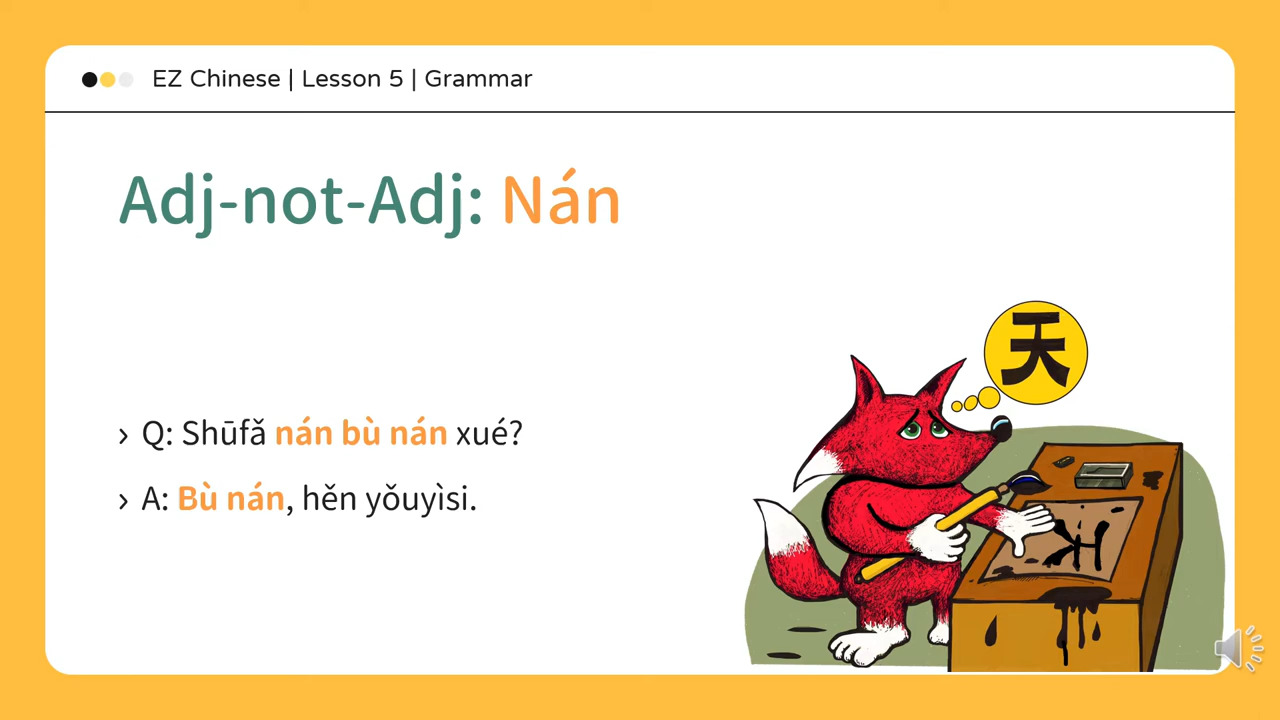 EZ Chinese | Lesson 5 | Grammar
Adj-not-Adj: Nán
天
› Q: Shūfǎ nán bù nán xué?
› A: Bù nán, hěn yǒuyìsi.